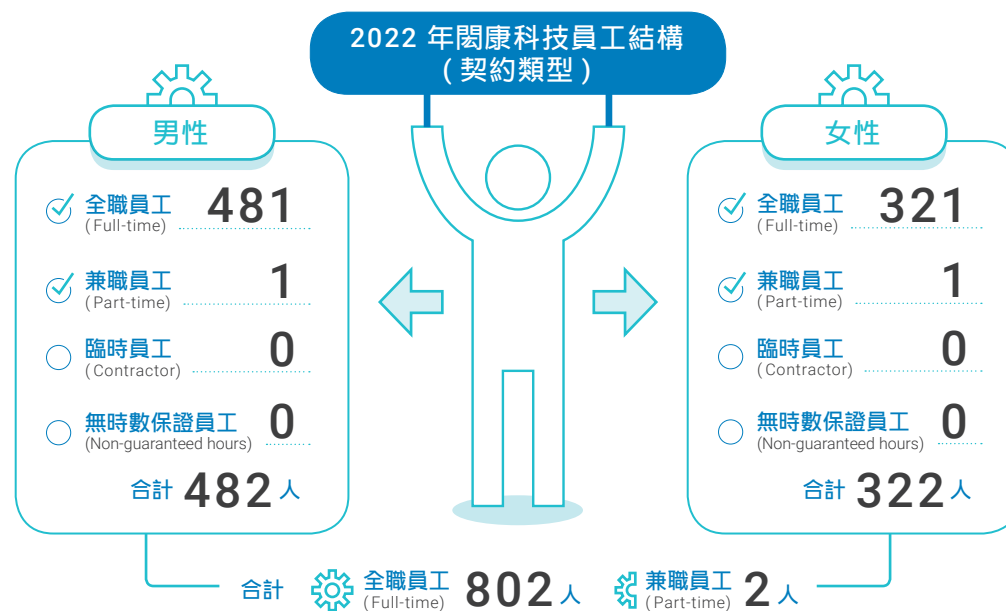 2022 年閎康科技員工結構
(契約類型)
男性
全職員工 481
(Full-time)
兼職員工 1
(Part-time)
臨時員工 0
(Contractor)
無時數保證員工 0
(Non-guaranteed hours)
合計 482 人
女性
全職員工 321
(Full-time)
兼職員工 1
(Part-time)
臨時員工 0
(Contractor)
無時數保證員工 0
(Non-guaranteed hours)
合計 322 人
合計 全職員工 802 人 兼職員工 2 人
(Full-time) (Part-time)